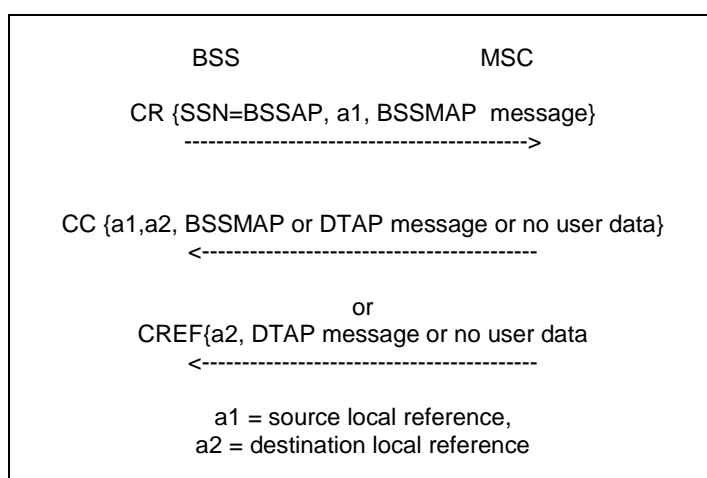 BSS MSC
CR {SSN=BSSAP, a1, BSSMAP message}
------------------------------------------->
CC {a1,a2, BSSMAP or DTAP message or no user data}
<------------------------------------------
or
CREF{a2, DTAP message or no user data
<------------------------------------------
a1 = source local reference,
a2 = destination local reference